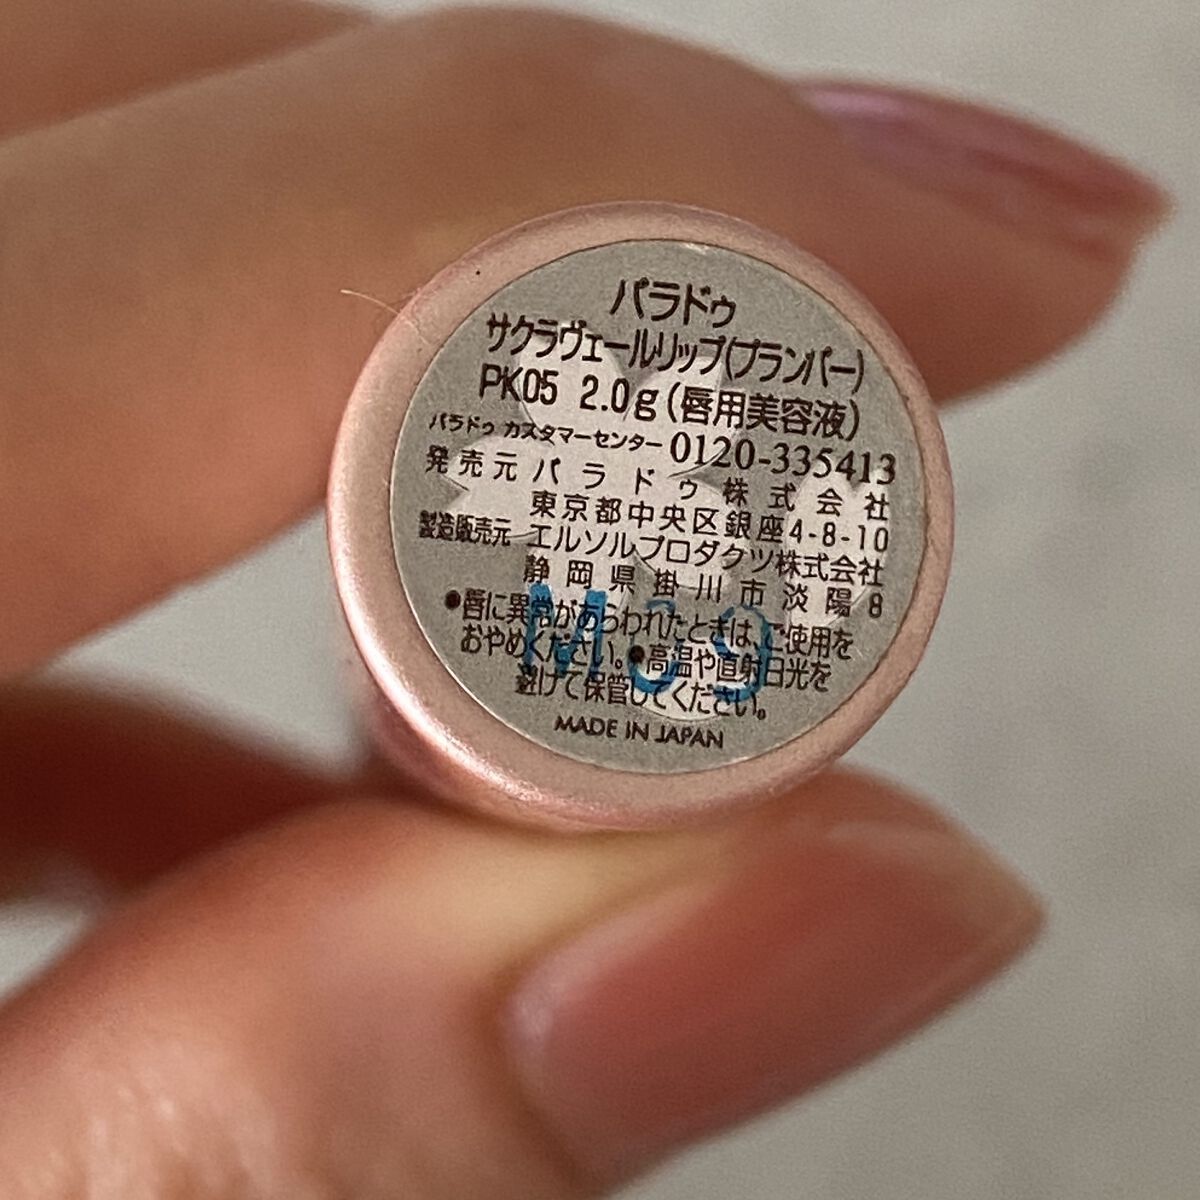 パラドゥ
サクラヴェールリップ(プランパー)
PK05 2.0g(唇用美容液)
パラドゥ カスタマーセンター 0120-335413
発売元 パラドゥ株式会社
東京都中央区銀座4-8-10
製造販売元 エルソルプロダクツ株式会社
静岡県掛川市淡陽8
●唇に異常があらわれたときは、ご使用を
おやめください。●高温や直射日光を
避けて保管してください。
MADE IN JAPAN